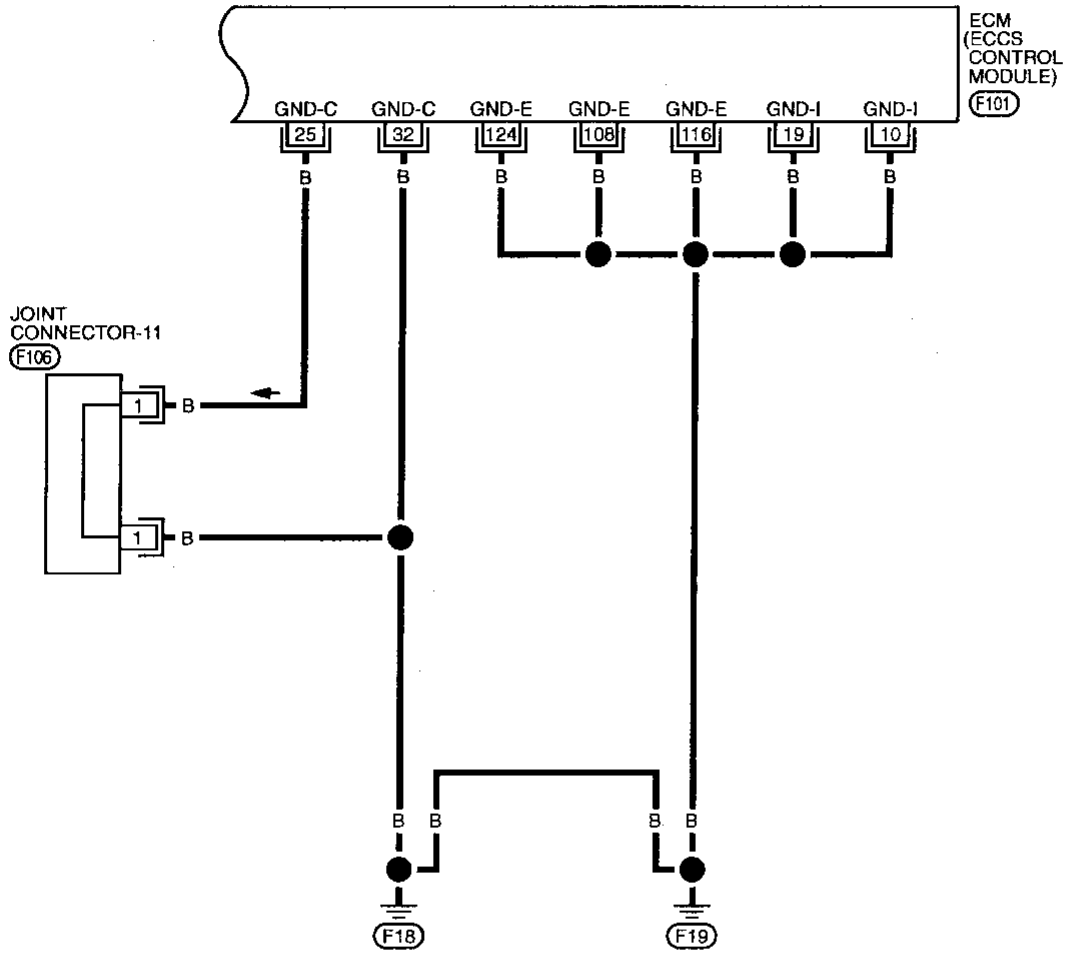 ECM
(ECCS
CONTROL
MODULE)
F101
GND-C GND-C GND-E GND-E GND-E GND-I GND-I
25 32 124 108 116 19 10
B B B B B B B
JOINT
CONNECTOR-11
F106
1 B
1 B
B B B B
F18 F19